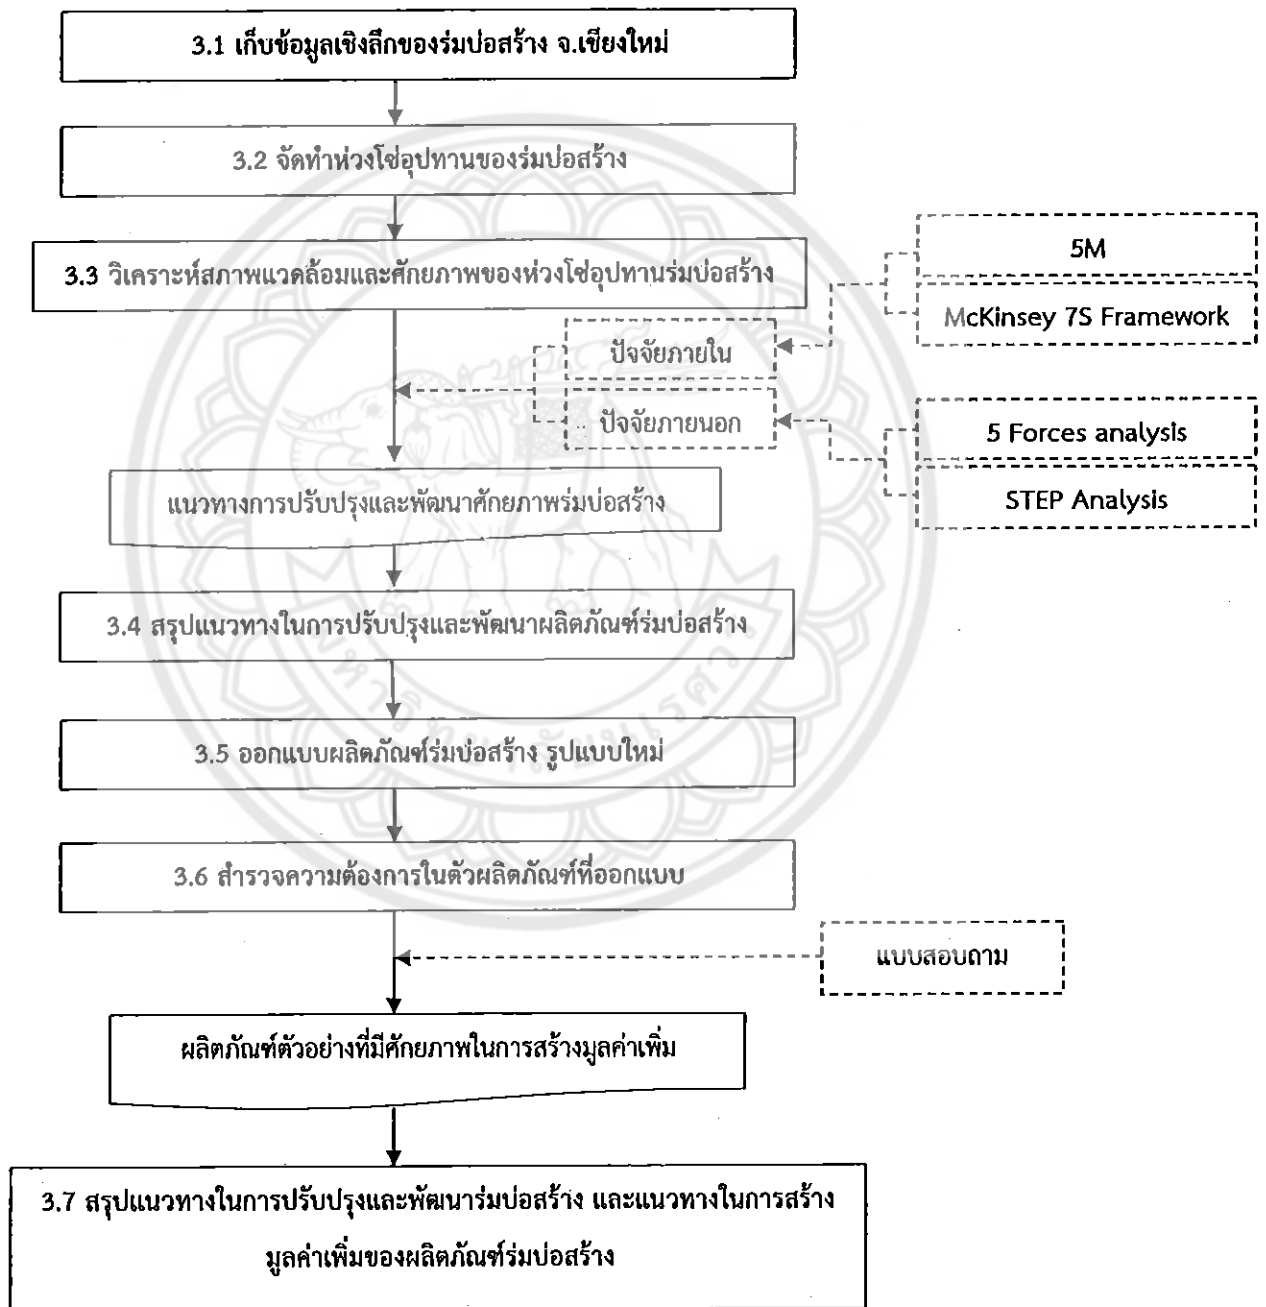 3.1 เก็บข้อมูลเชิงลึกของร่มบ่อสร้าง จ.เชียงใหม่
3.2 จัดทำห่วงโซ่อุปทานของร่มบ่อสร้าง
3.3 วิเคราะห์สภาพแวดล้อมและศักยภาพของห่วงโซ่อุปทานร่มบ่อสร้าง
5M
McKinsey 7S Framework
ปัจจัยภายใน
ปัจจัยภายนอก
5 Forces analysis
STEP Analysis
แนวทางการปรับปรุงและพัฒนาศักยภาพร่มบ่อสร้าง
3.4 สรุปแนวทางในการปรับปรุงและพัฒนาผลิตภัณฑ์ร่มบ่อสร้าง
มหาวิทยาลัยนเรศวร
3.5 ออกแบบผลิตภัณฑ์ร่มบ่อสร้าง รูปแบบใหม่
3.6 สำรวจความต้องการในตัวผลิตภัณฑ์ที่ออกแบบ
แบบสอบถาม
ผลิตภัณฑ์ตัวอย่างที่มีศักยภาพในการสร้างมูลค่าเพิ่ม
3.7 สรุปแนวทางในการปรับปรุงและพัฒนาร่มบ่อสร้าง และแนวทางในการสร้าง
มูลค่าเพิ่มของผลิตภัณฑ์ร่มบ่อสร้าง